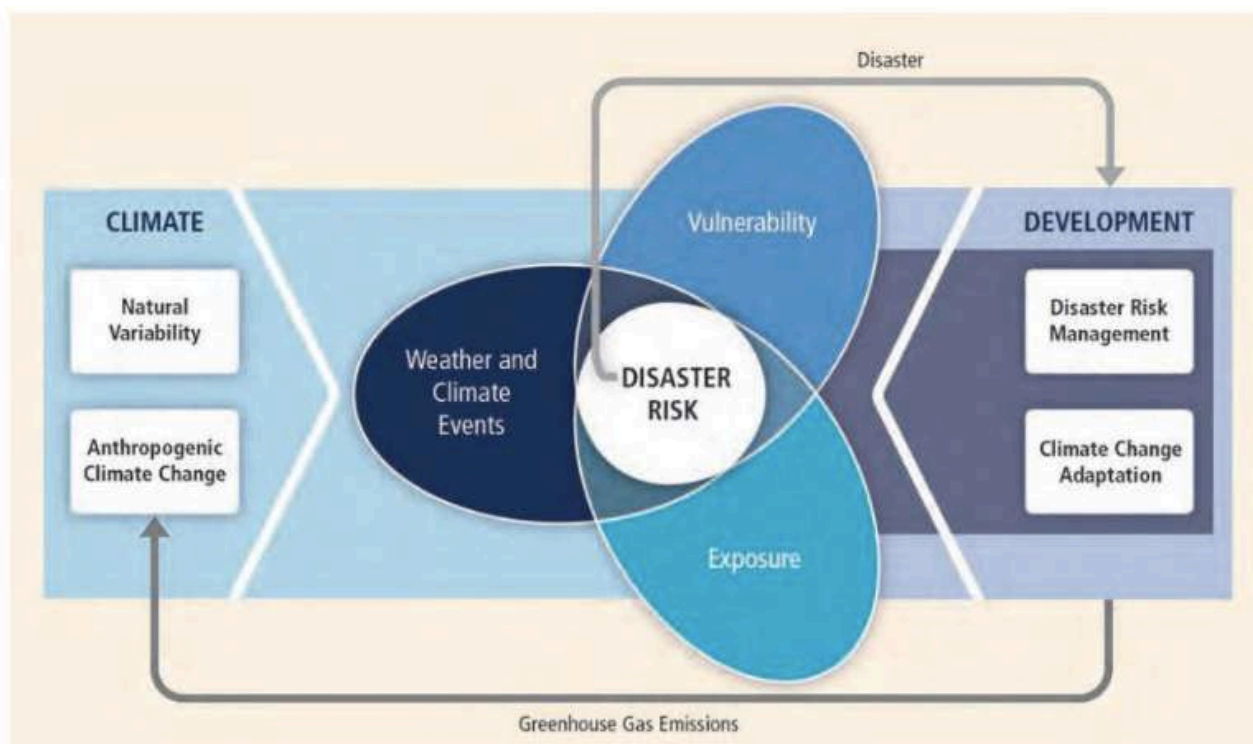 Disaster
CLIMATE
Natural
Variability
Anthropogenic
Climate Change
Vulnerability
Weather and
Climate
Events
DISASTER
RISK
Exposure
DEVELOPMENT
Disaster Risk
Management
Climate Change
Adaptation
Greenhouse Gas Emissions